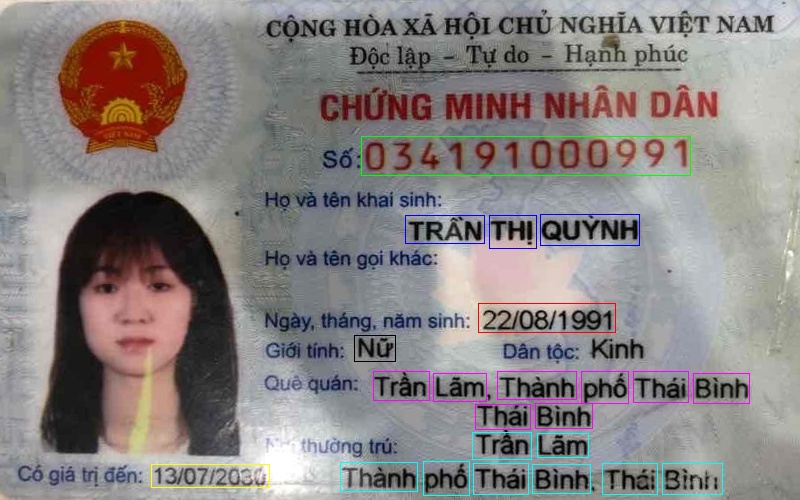 CỘNG HÒA XÃ HỘI CHỦ NGHĨA VIỆT NAM
Độc lập - Tự do - Hạnh phúc
CHỨNG MINH NHÂN DÂN
VIỆT NAM
Số: 034191000991
Họ và tên khai sinh:
TRẦN THỊ QUỲNH
Họ và tên gọi khác:
Ngày, tháng, năm sinh: 22/08/1991
Giới tính: Nữ Dân tộc: Kinh
Quê quán: Trần Lãm, Thành phố Thái Bình
Thái Bình
Nơi thường trú: Trần Lãm
Có giá trị đến: 13/07/2030 Thành phố Thái Bình, Thái Bình